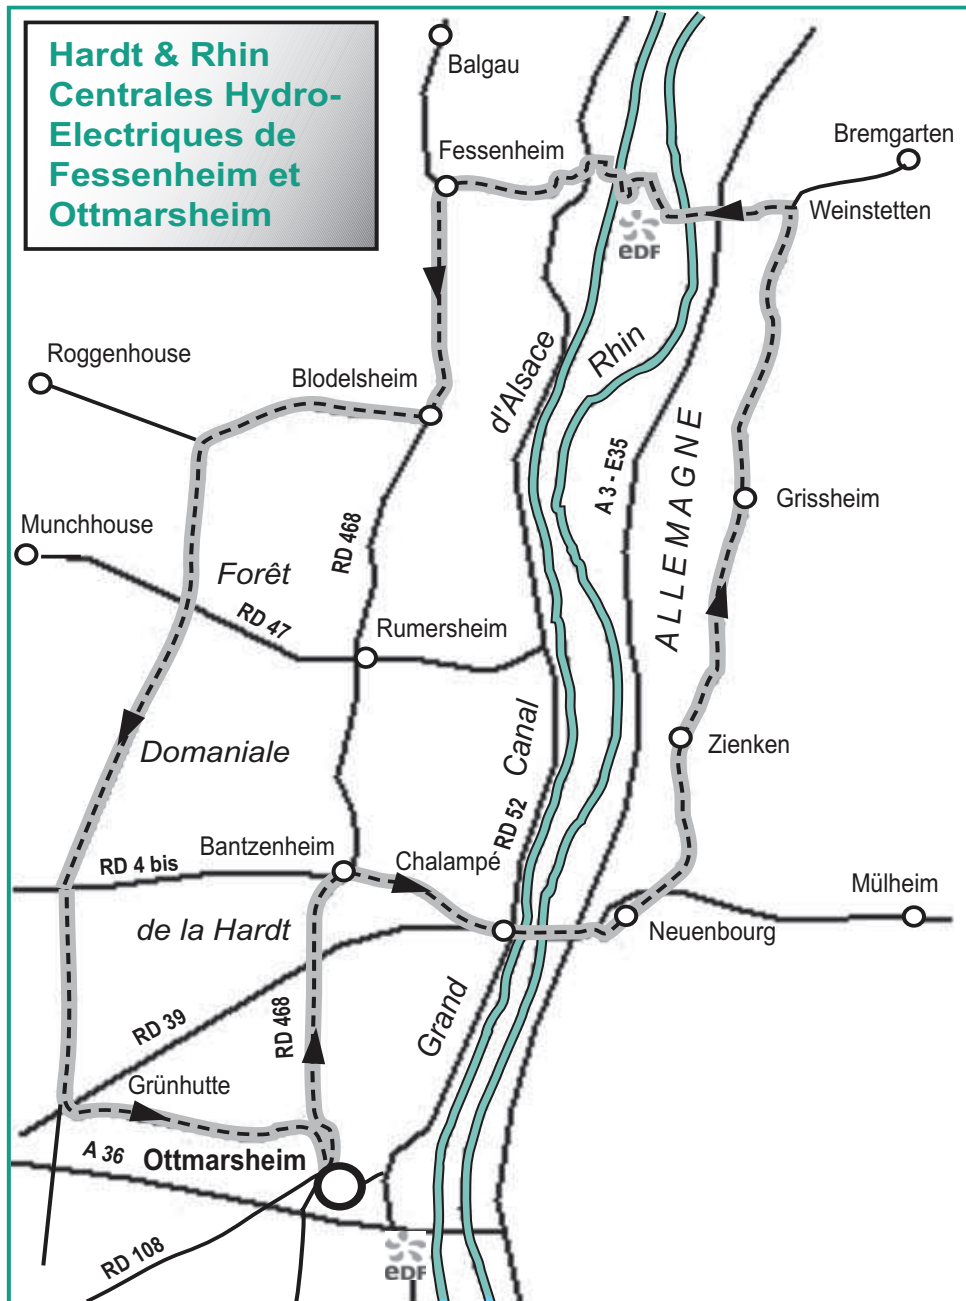 Hardt & Rhin
Centrales Hydro-
Electriques de
Fessenheim et
Ottmarsheim
Balgau
Fessenheim
Bremgarten
Weinstetten
eDF
Roggenhouse
Blodelsheim
d'Alsace
Rhin
A 3 - E35
ALLEMAGNE
Grissheim
Munchhouse
Forêt
RD 468
RD 47
Rumersheim
Domaniale
Canal
Zienken
RD 52
Bantzenheim
Chalampé
RD 4 bis
Mülheim
de la Hardt
Neuenbourg
Grand
RD 39
RD 468
Grünhutte
A 36
Ottmarsheim
RD 108
eDF